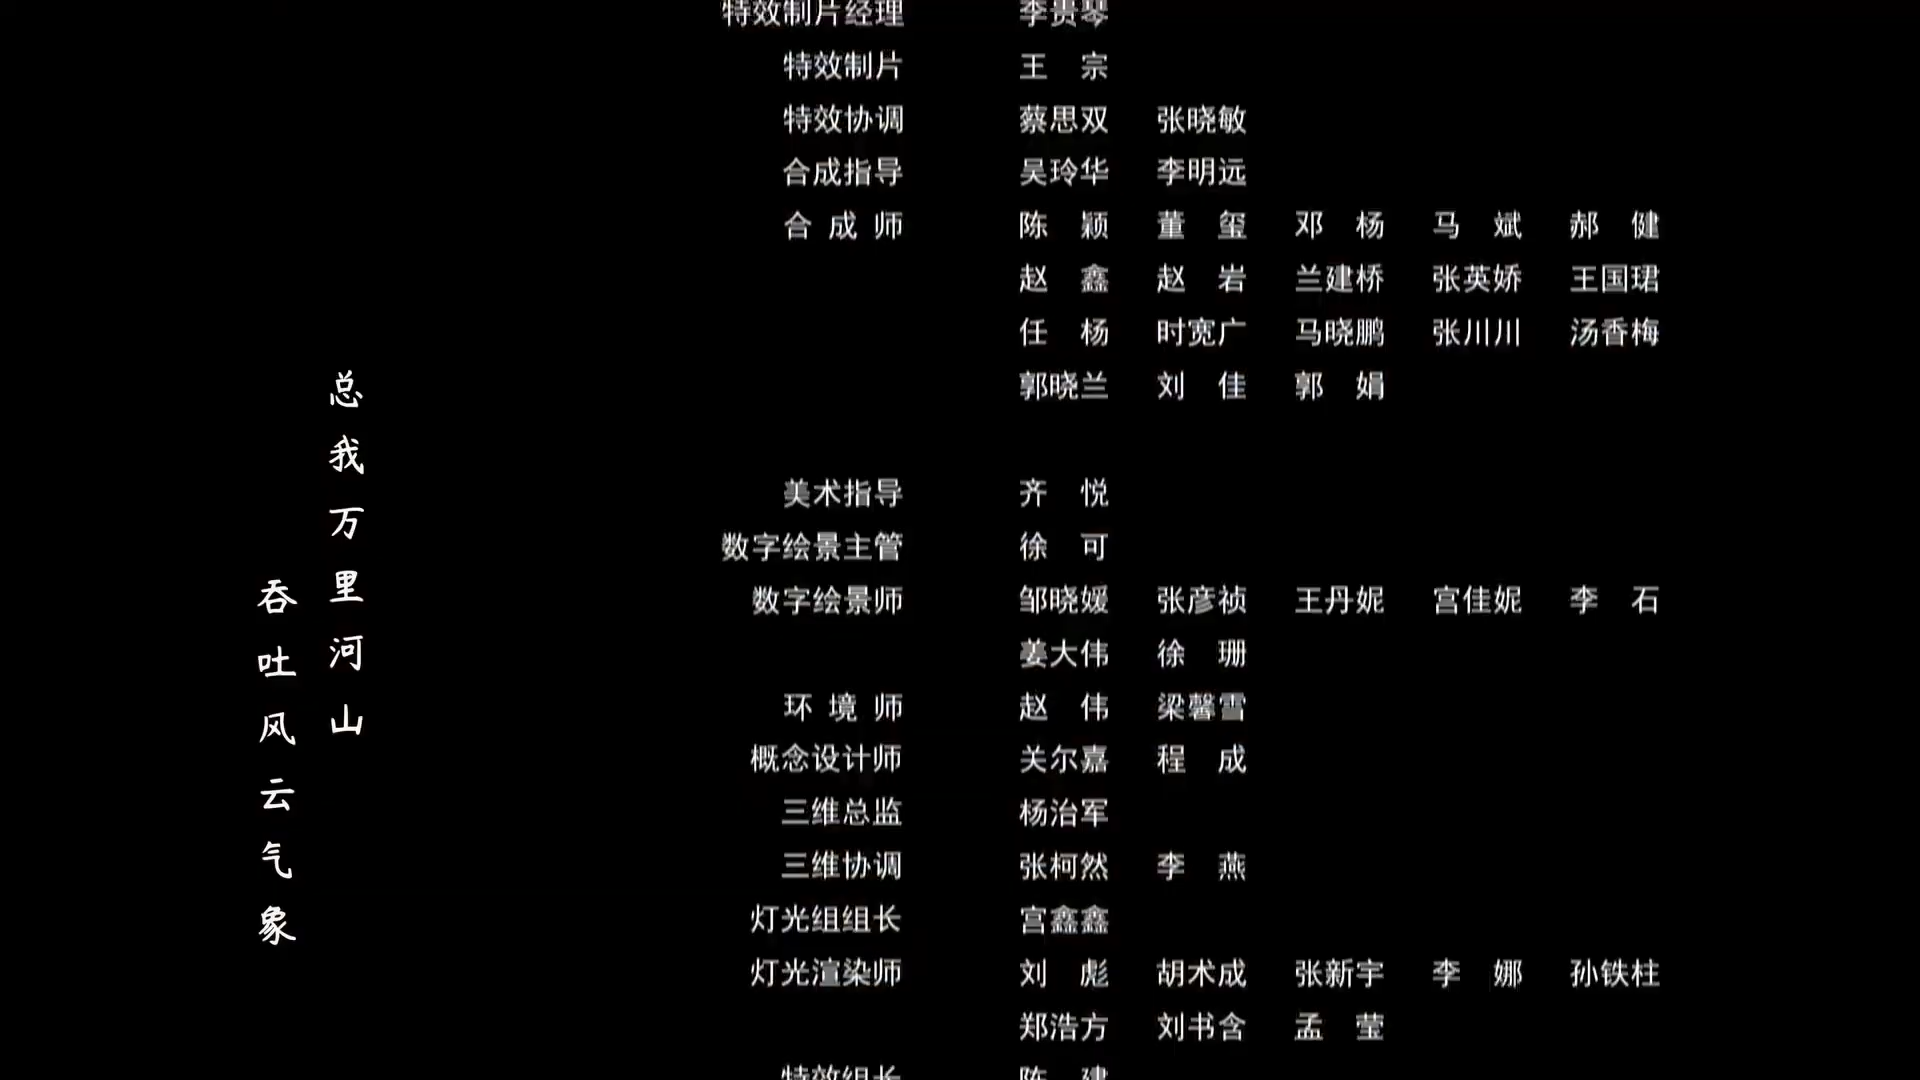 特效制片经理 李贵琴
特效制片 王 宗
特效协调 蔡思双 张晓敏
合成指导 吴玲华 李明远
合 成 师 陈 颖 董 玺 邓 杨 马 斌 郝 健
赵 鑫 赵 岩 兰建桥 张英娇 王国珺
任 杨 时宽广 马晓鹏 张川川 汤香梅
郭晓兰 刘 佳 郭 娟
美术指导 齐 悦
数字绘景主管 徐 可
数字绘景师 邹晓媛 张彦祯 王丹妮 宫佳妮 李 石
姜大伟 徐 珊
环 境 师 赵 伟 梁馨雪
概念设计师 关尔嘉 程 成
三维总监 杨治军
三维协调 张柯然 李 燕
灯光组组长 宫鑫鑫
灯光渲染师 刘 彪 胡术成 张新宇 李 娜 孙铁柱
郑浩方 刘书含 孟 莹
特效组长 陈 建
总我万里河山
吞吐风云气象